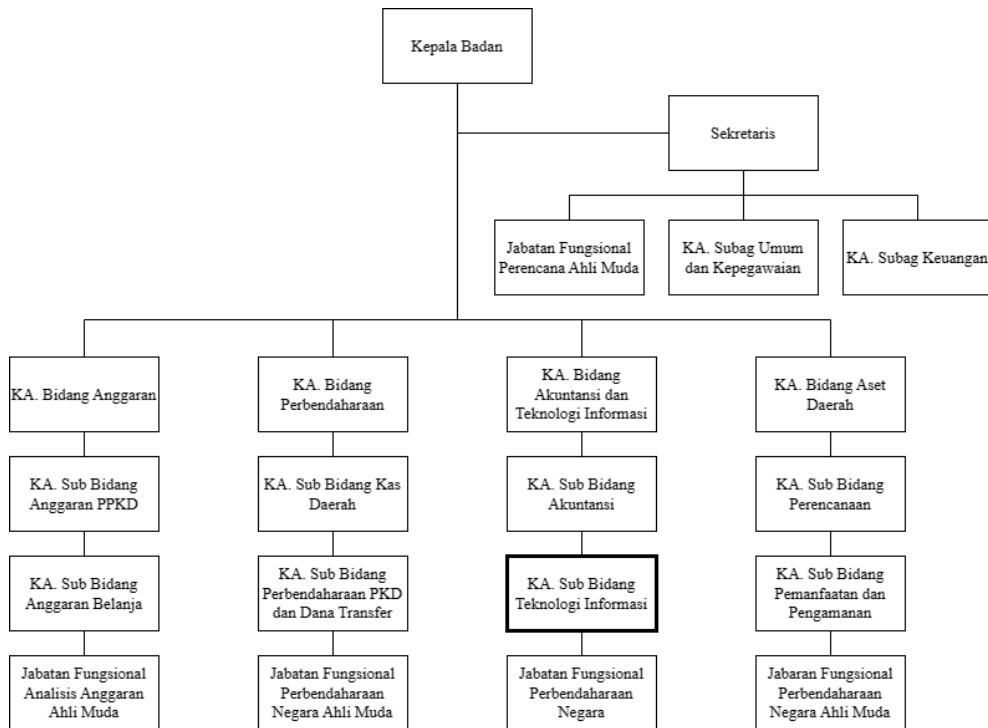 Kepala Badan
Sekretaris
Jabatan Fungsional
Perencana Ahli Muda
KA. Subag Umum
dan Kepegawaian
KA. Subag Keuangan
KA. Bidang Anggaran
KA. Bidang
Perbendaharaan
KA. Bidang
Akuntansi dan
Teknologi Informasi
KA. Bidang Aset
Daerah
KA. Sub Bidang
Anggaran PPKD
KA. Sub Bidang Kas
Daerah
KA. Sub Bidang
Akuntansi
KA. Sub Bidang
Perencanaan
KA. Sub Bidang
Anggaran Belanja
KA. Sub Bidang
Perbendaharaan PKD
dan Dana Transfer
KA. Sub Bidang
Teknologi Informasi
KA. Sub Bidang
Pemanfaatan dan
Pengamanan
Jabatan Fungsional
Analisis Anggaran
Ahli Muda
Jabatan Fungsional
Perbendaharaan
Negara Ahli Muda
Jabatan Fungsional
Perbendaharaan
Negara
Jabaran Fungsional
Perbendaharaan
Negara Ahli Muda